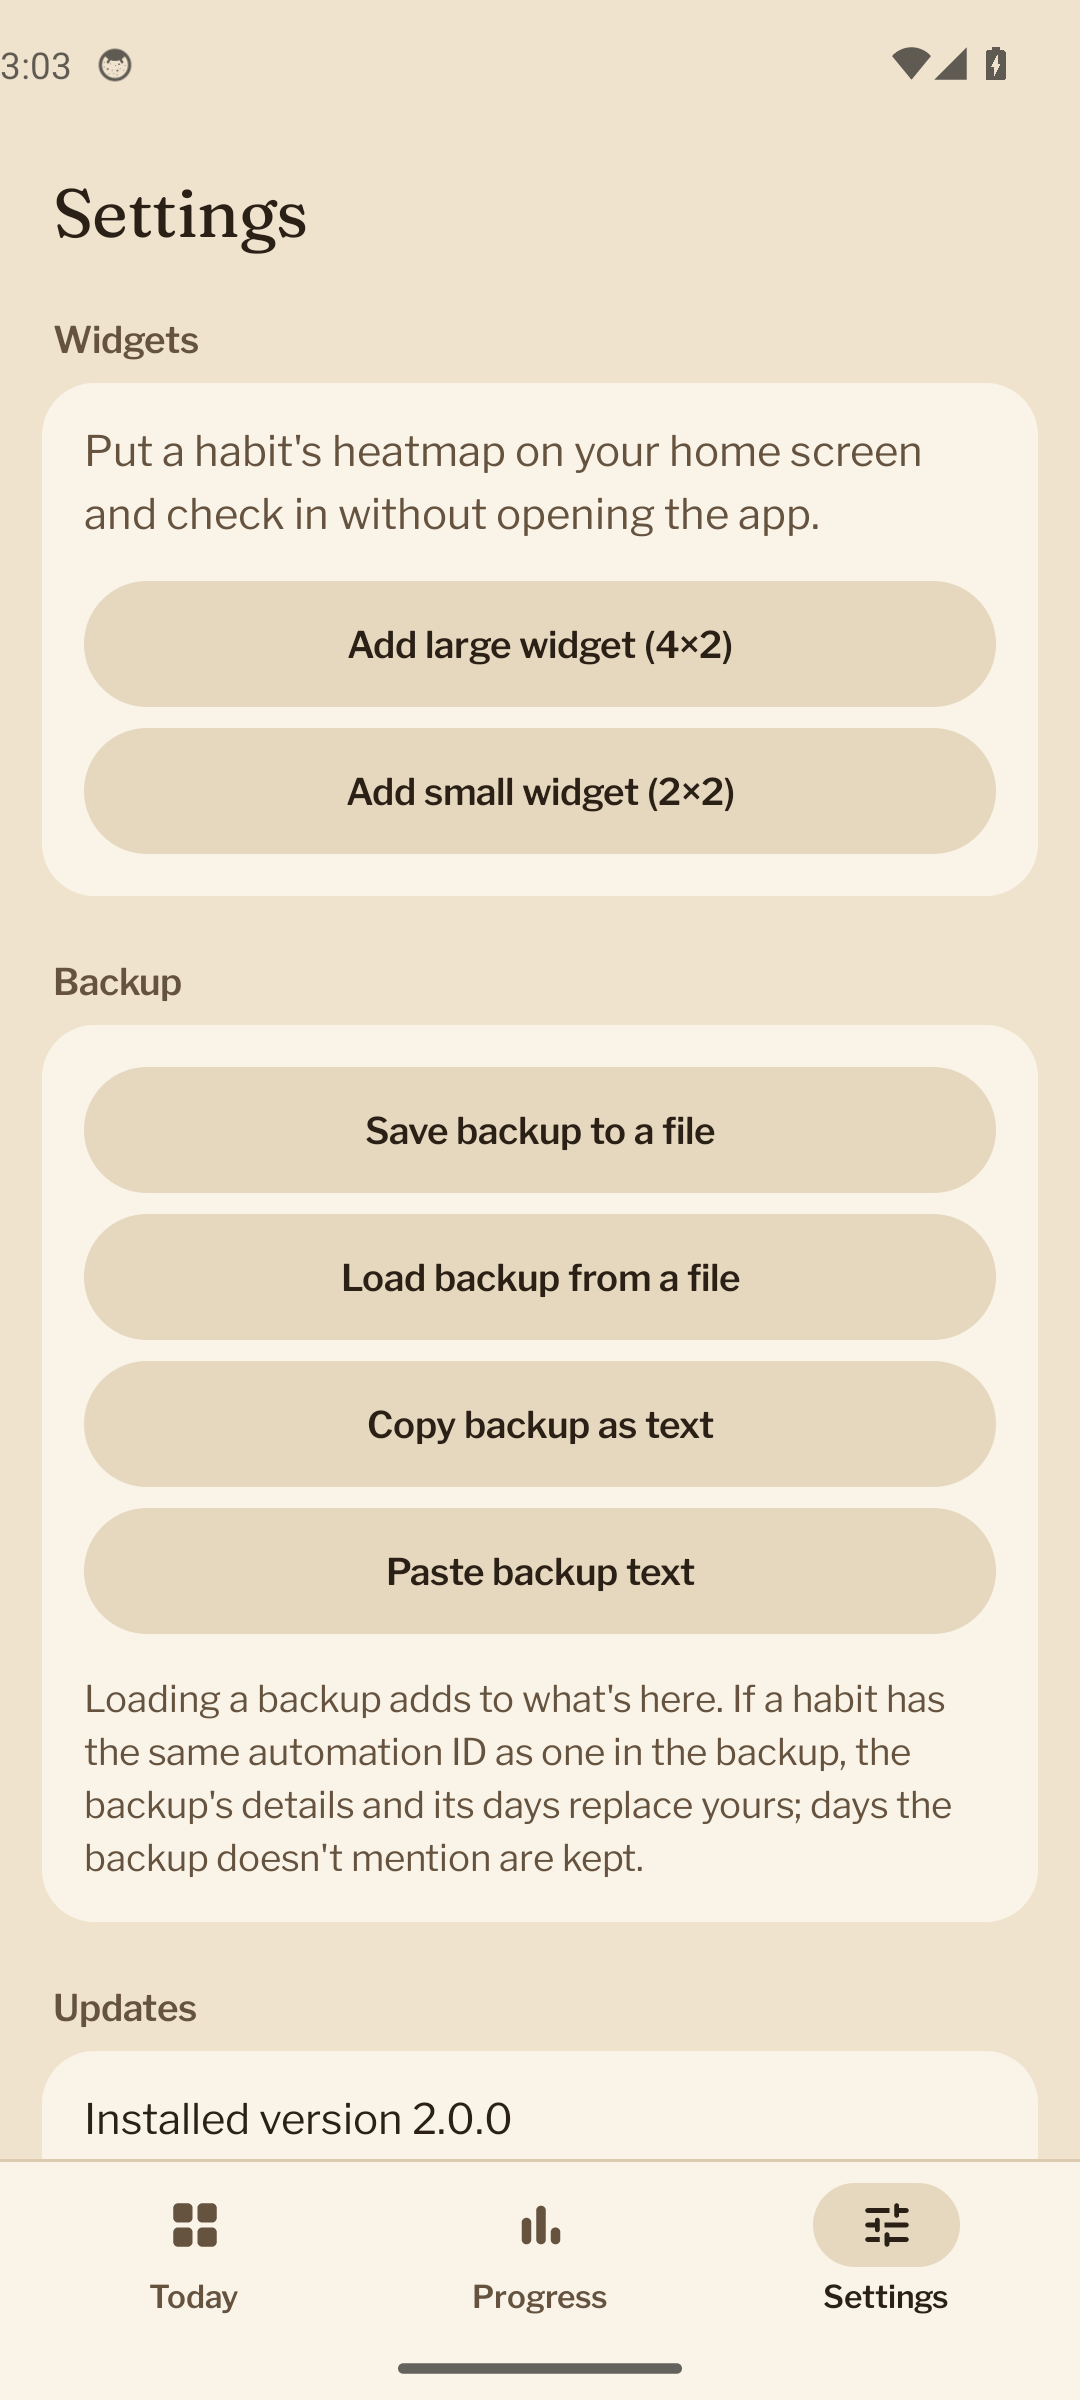 3:03
Settings
Widgets
Put a habit's heatmap on your home screen
and check in without opening the app.
Add large widget (4×2)
Add small widget (2×2)
Backup
Save backup to a file
Load backup from a file
Copy backup as text
Paste backup text
Loading a backup adds to what's here. If a habit has
the same automation ID as one in the backup, the
backup's details and its days replace yours; days the
backup doesn't mention are kept.
Updates
Installed version 2.0.0
Today
Progress
Settings